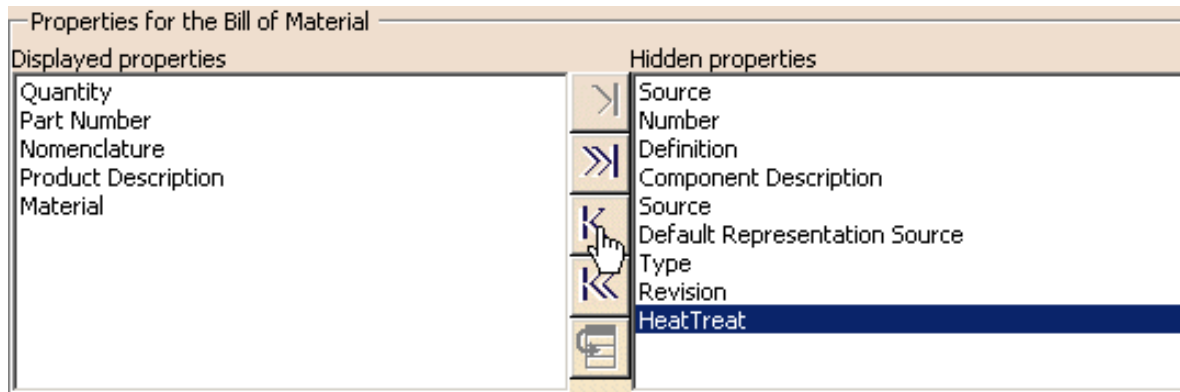 Properties for the Bill of Material
Displayed properties
Quantity
Part Number
Nomenclature
Product Description
Material
Hidden properties
Source
Number
Definition
Component Description
Source
Default Representation Source
Type
Revision
HeatTreat